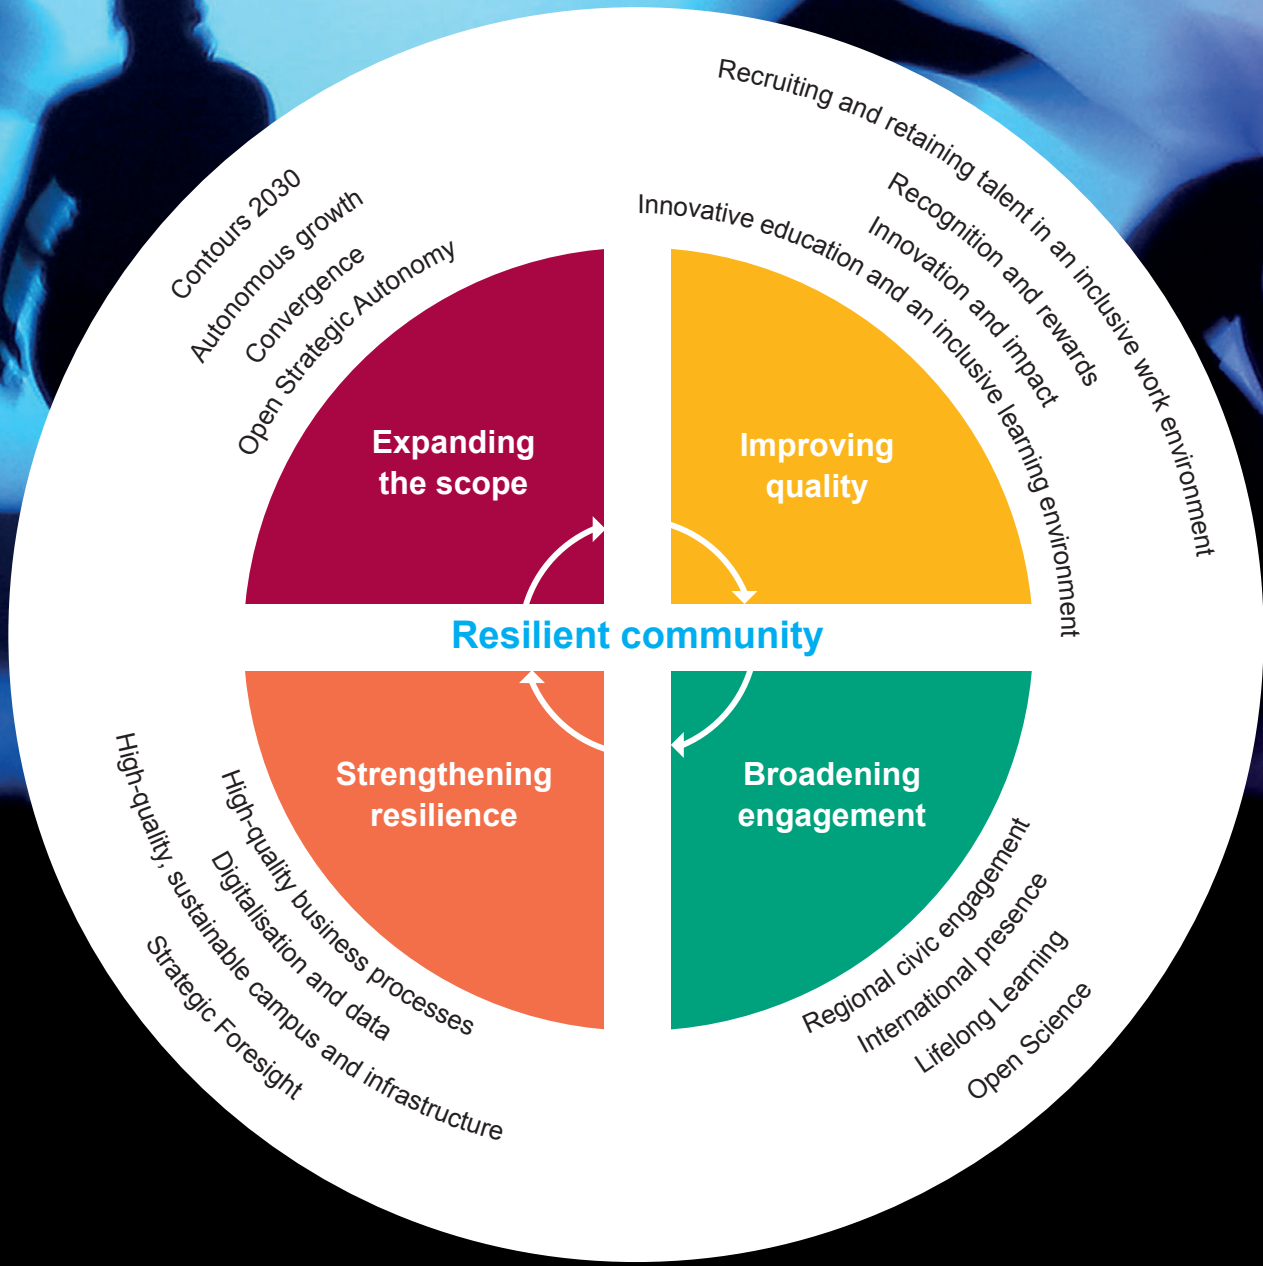 Contours 2030
Autonomous growth
Convergence
Open Strategic Autonomy
Expanding
the scope
Recruiting and retaining talent in an inclusive work environment
Recognition and rewards
Innovation and impact
Innovative education and an inclusive learning environment
Improving
quality
Resilient community
Strengthening
resilience
High-quality business processes
Digitalisation and data
High-quality, sustainable campus and infrastructure
Strategic Foresight
Broadening
engagement
Regional civic engagement
International presence
Lifelong Learning
Open Science